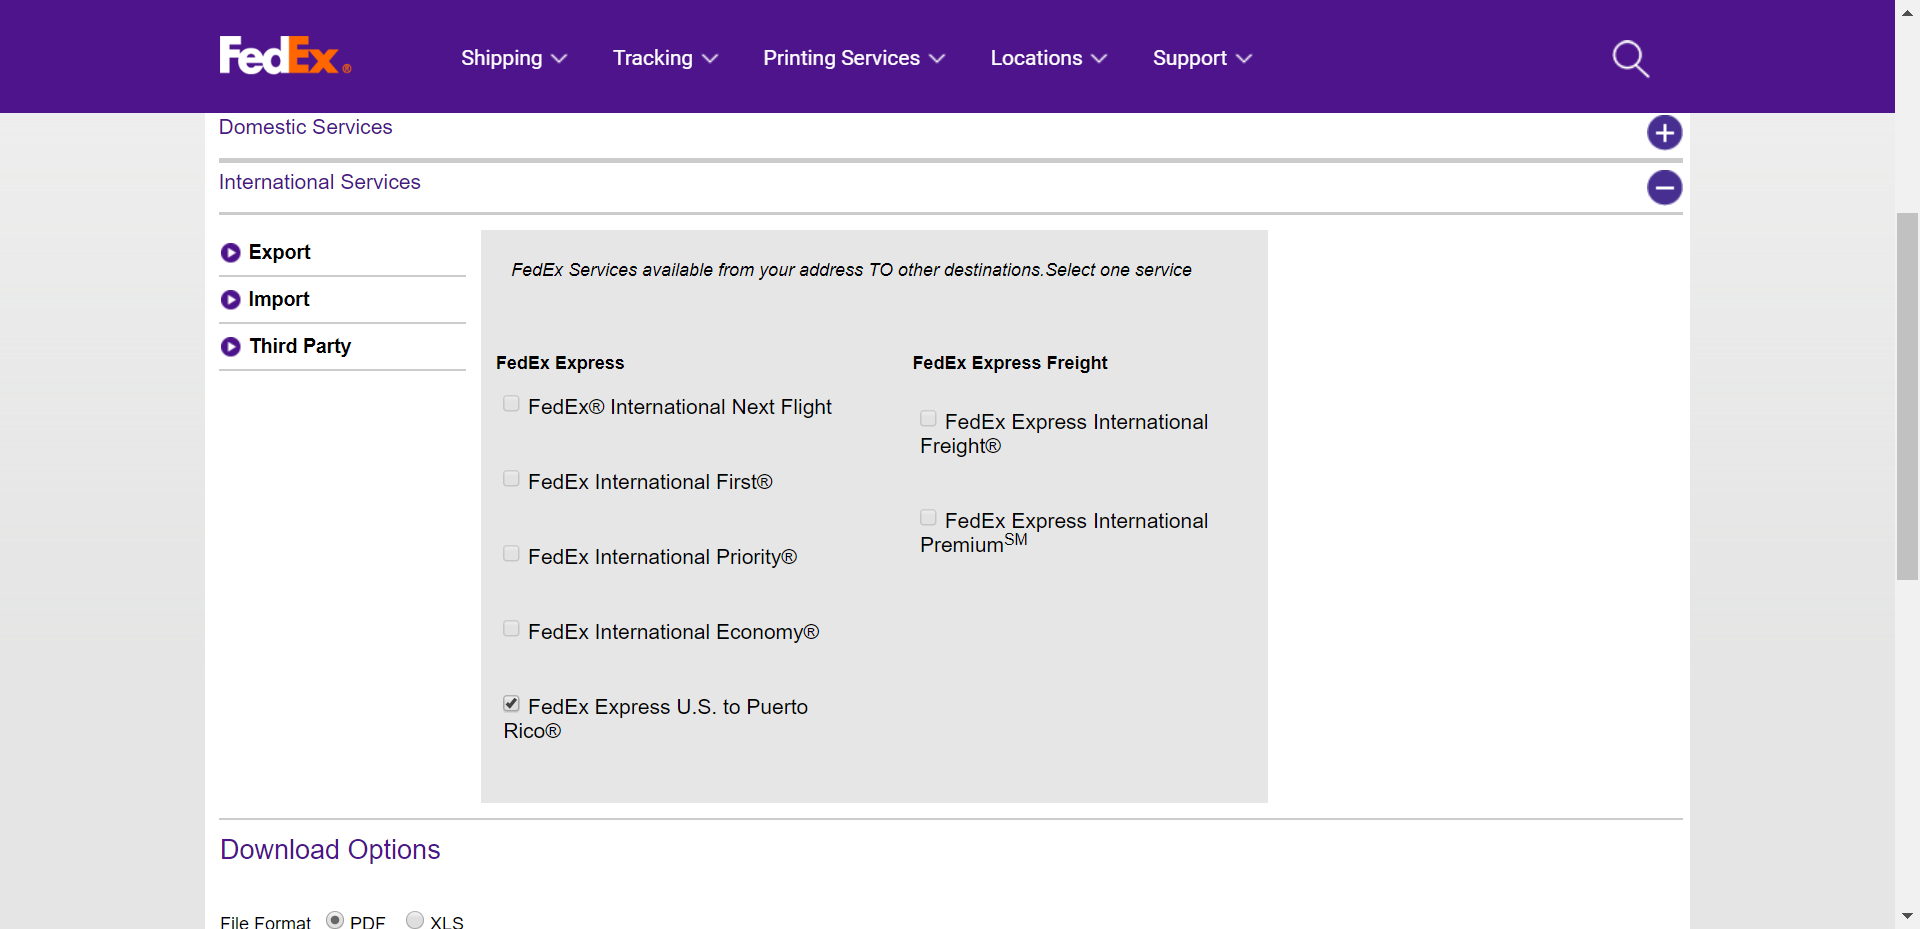 FedEx®
Shipping
Tracking
Printing Services
Locations
Support
Domestic Services
International Services
Export
Import
Third Party
FedEx Services available from your address TO other destinations.Select one service
FedEx Express
FedEx® International Next Flight
FedEx International First®
FedEx International Priority®
FedEx International Economy®
FedEx Express U.S. to Puerto
Rico®
FedEx Express Freight
FedEx Express International
Freight®
FedEx Express International
PremiumSM
Download Options
File Format PDF XLS